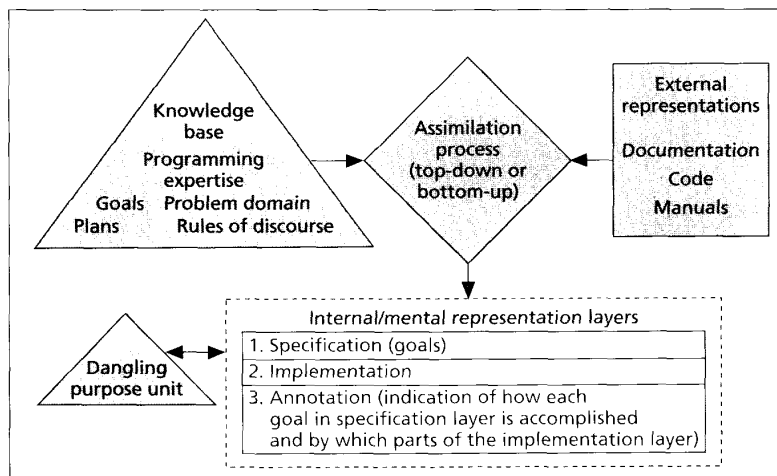 Knowledge
base
Programming
expertise
Goals Problem domain
Plans Rules of discourse
Assimilation
process
(top-down or
bottom-up)
External
representations
Documentation
Code
Manuals
Internal/mental representation layers
1. Specification (goals)
2. Implementation
3. Annotation (indication of how each
goal in specification layer is accomplished
and by which parts of the implementation layer)
Dangling
purpose unit